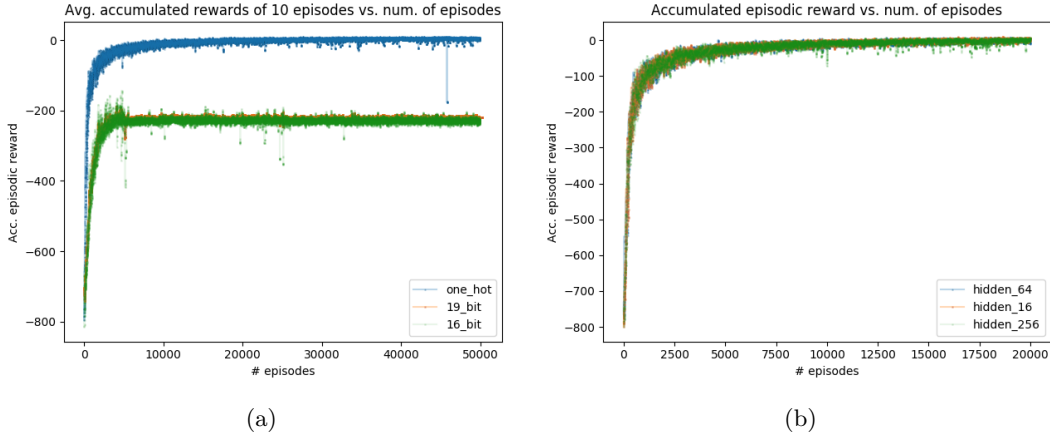 Avg. accumulated rewards of 10 episodes vs. num. of episodes
Acc. episodic reward
0
−200
−400
−600
−800
one_hot
19_bit
16_bit
0 10000 20000 30000 40000 50000
# episodes
(a)
Accumulated episodic reward vs. num. of episodes
Acc. episodic reward
0
−100
−200
−300
−400
−500
−600
−700
−800
hidden_64
hidden_16
hidden_256
0 2500 5000 7500 10000 12500 15000 17500 20000
# episodes
(b)